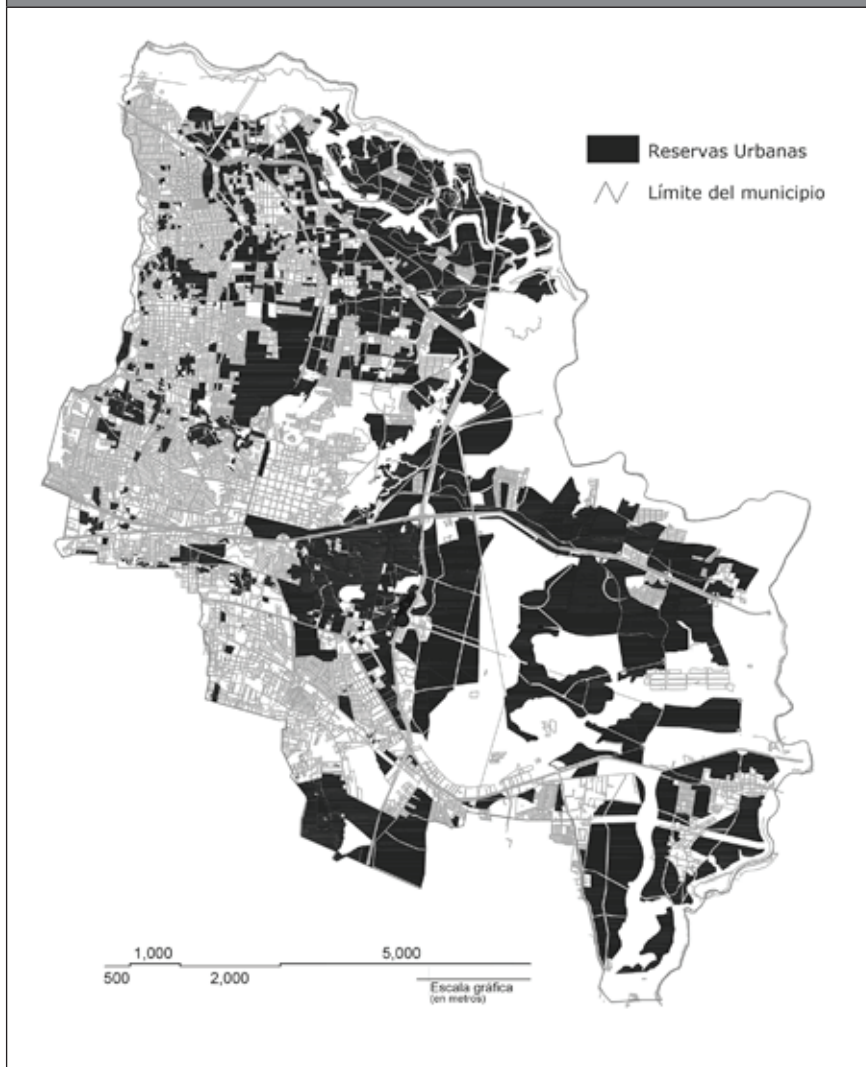 Reservas Urbanas
Límite del municipio
1,000
5,000
500
2,000
Escala gráfica
(en metros)